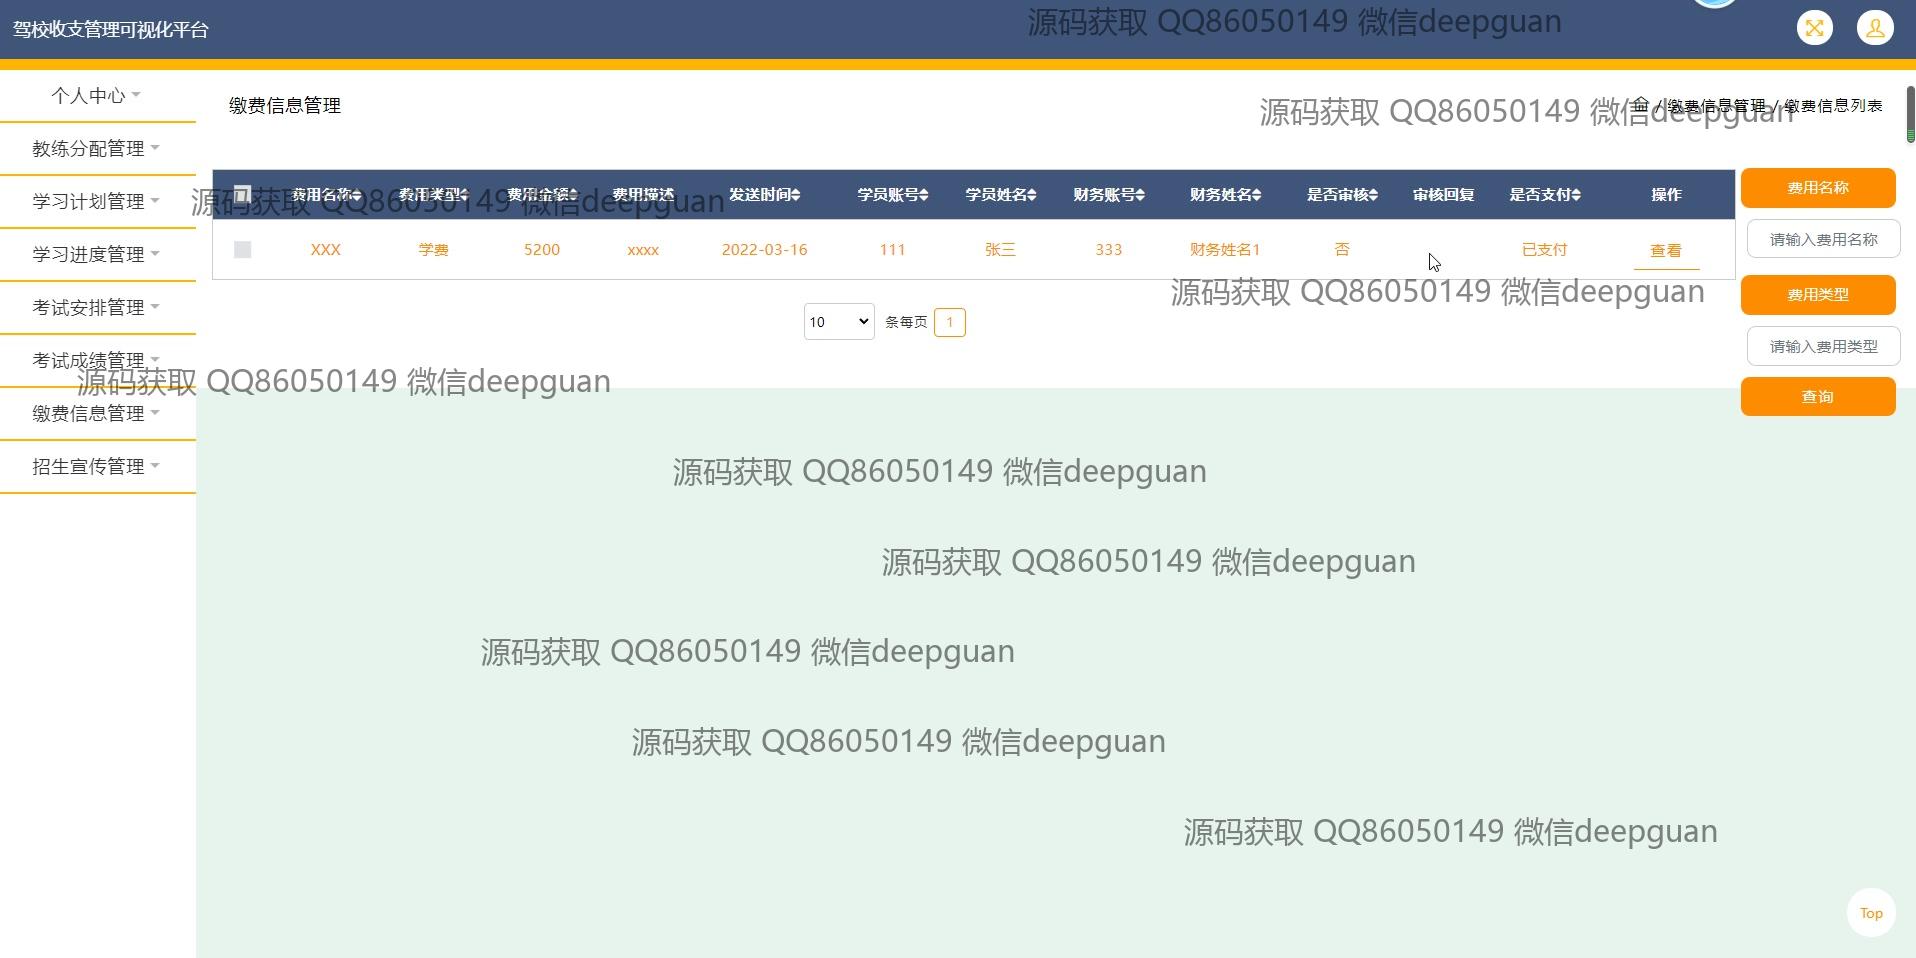 驾校收支管理可视化平台
源码获取 QQ86050149 微信deepguan
个人中心
教练分配管理
学习计划管理
学习进度管理
考试安排管理
考试成绩管理
缴费信息管理
招生宣传管理
缴费信息管理
/ 缴费信息管理 / 缴费信息列表
源码获取 QQ86050149 微信deepguan
费用名称 费用类型 费用金额 费用描述 发送时间 学员账号 学员姓名 财务账号 财务姓名 是否审核 审核回复 是否支付 操作
源码获取 QQ86050149 微信deepguan
XXX 学费 5200 xxxx 2022-03-16 111 张三 333 财务姓名1 否 已支付 查看
源码获取 QQ86050149 微信deepguan
10 条每页 1
费用名称
请输入费用名称
费用类型
请输入费用类型
查询
源码获取 QQ86050149 微信deepguan
源码获取 QQ86050149 微信deepguan
源码获取 QQ86050149 微信deepguan
源码获取 QQ86050149 微信deepguan
源码获取 QQ86050149 微信deepguan
源码获取 QQ86050149 微信deepguan
Top